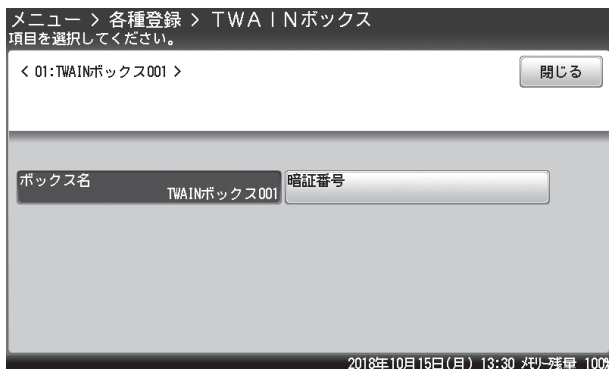 メニュー > 各種登録 > TWAINボックス
項目を選択してください。
< 01:TWAINボックス001 >
閉じる
ボックス名
TWAINボックス001
暗証番号
2018年10月15日(月) 13:30 メモリー残量 100%